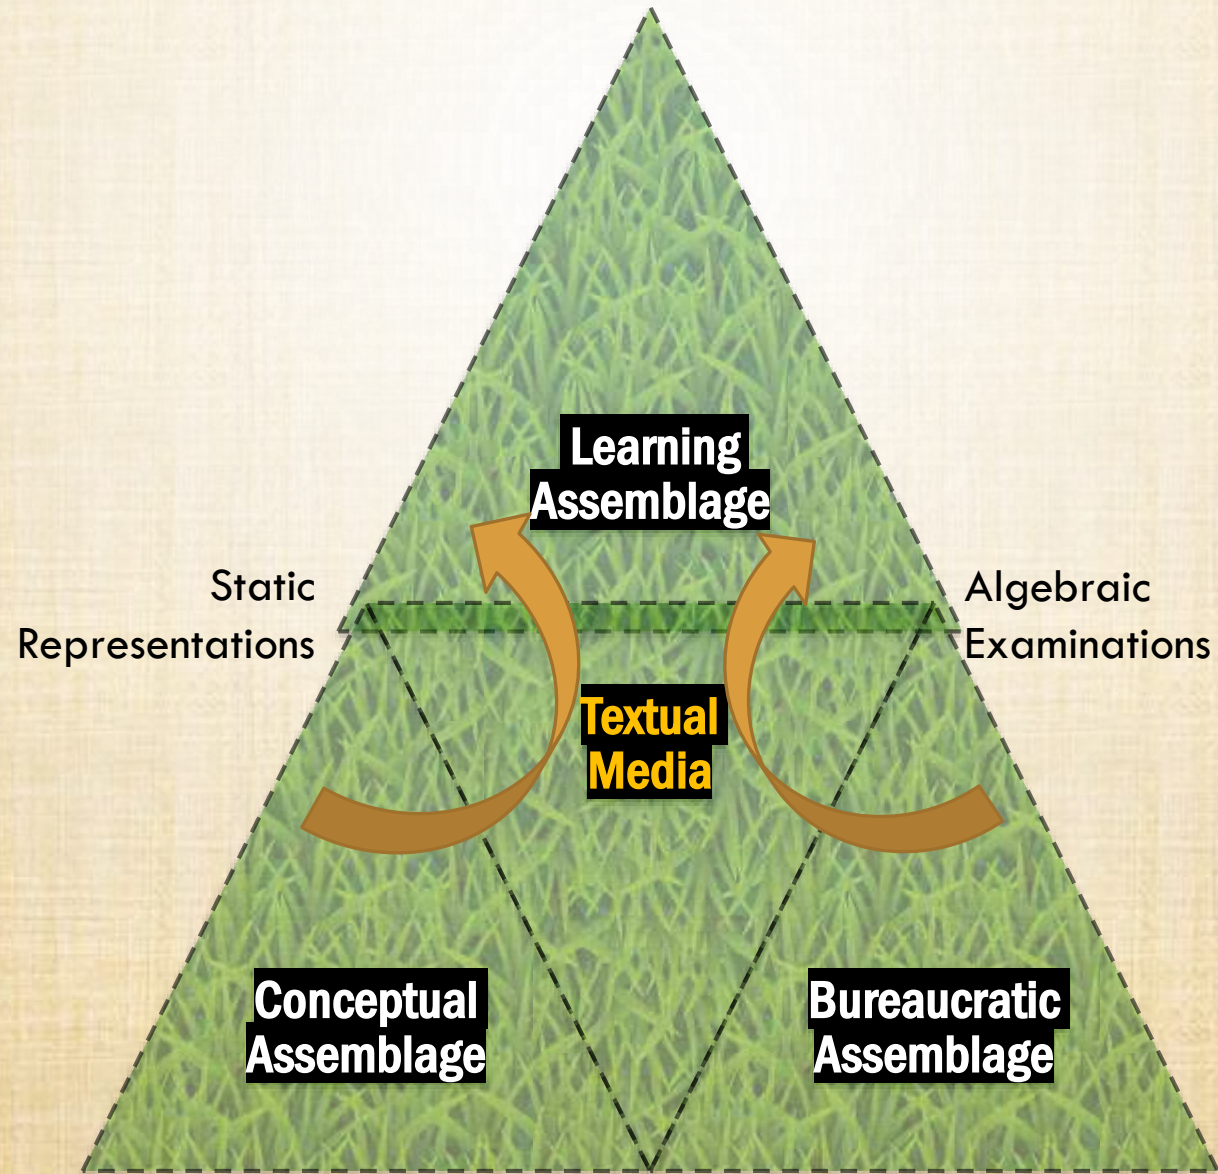 Learning
Assemblage
Static
Representations
Algebraic
Examinations
Textual
Media
Conceptual
Assemblage
Bureaucratic
Assemblage